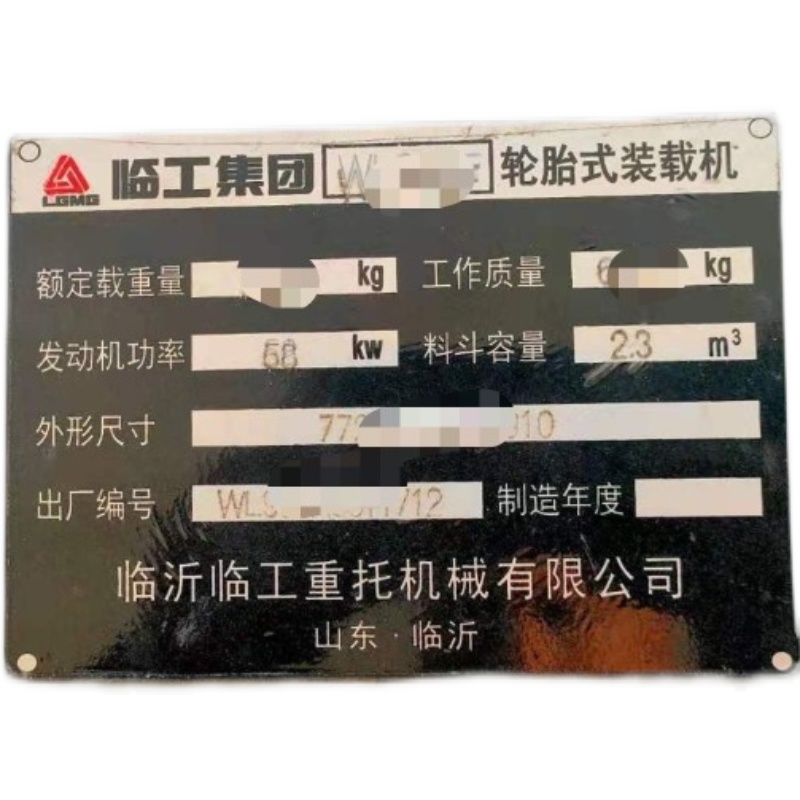 LGMG 临工集团 轮胎式装载机
额定载重量 kg 工作质量 kg
发动机功率 68 kw 料斗容量 2.3 m³
外形尺寸
出厂编号 制造年度
临沂临工重托机械有限公司
山东·临沂